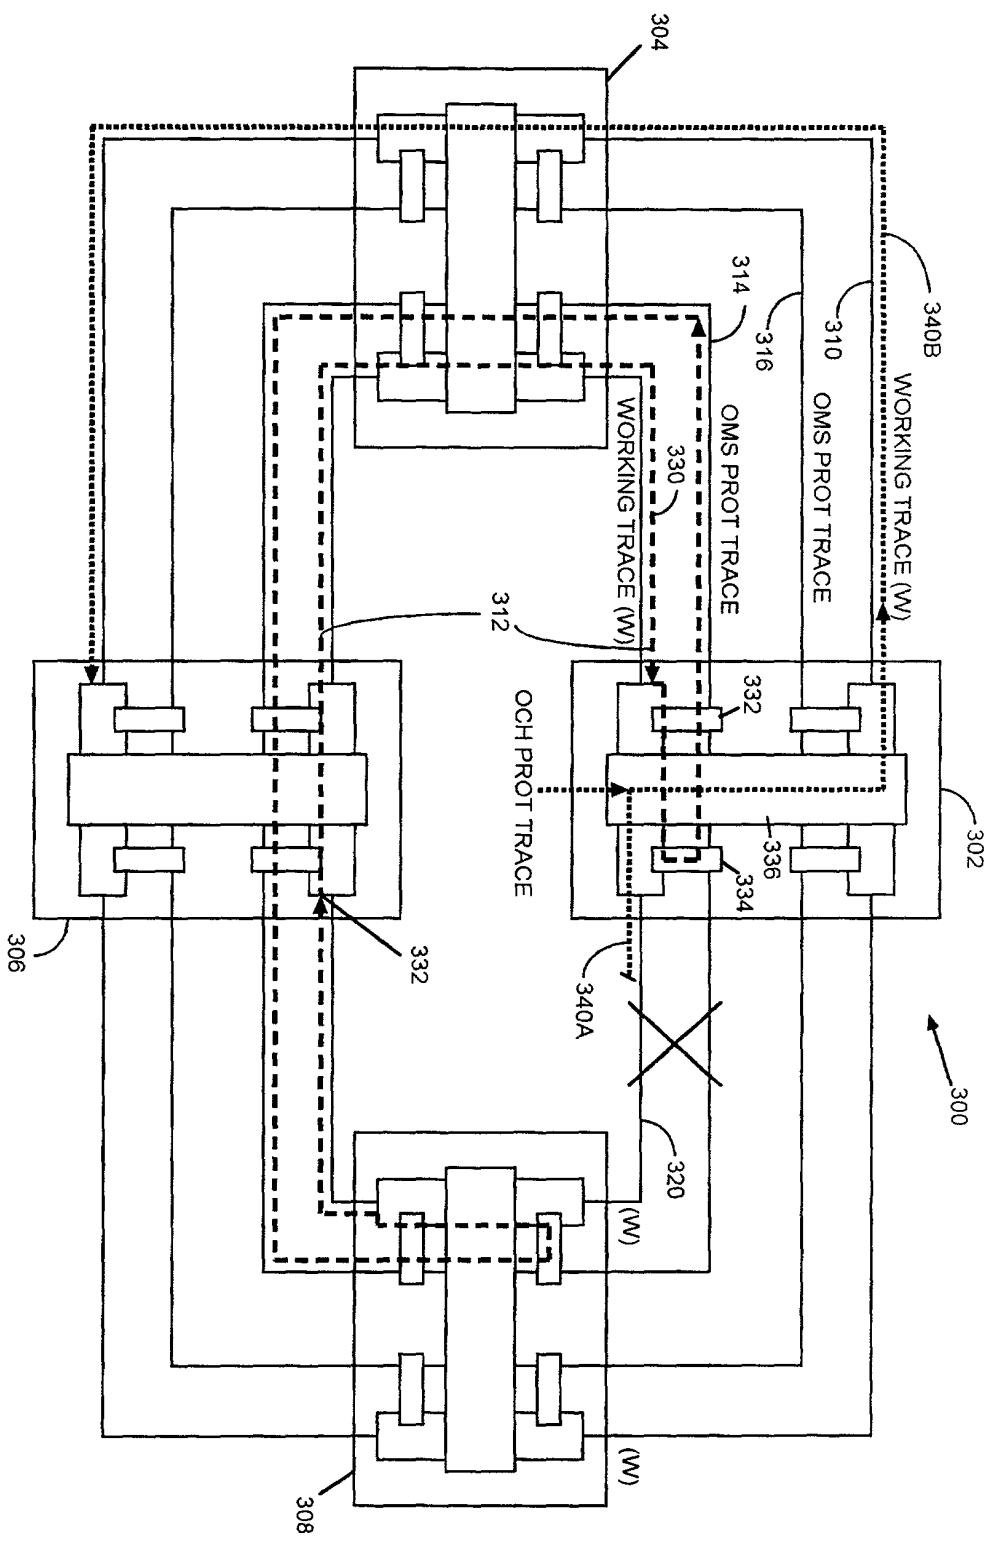 300
302
340B
WORKING TRACE (W)
310
OMS PROT TRACE
316
336
314
332
334
OMS PROT TRACE
330
320
304
WORKING TRACE (W)
(W)
(W)
340A
OCH PROT TRACE
312
332
308
306